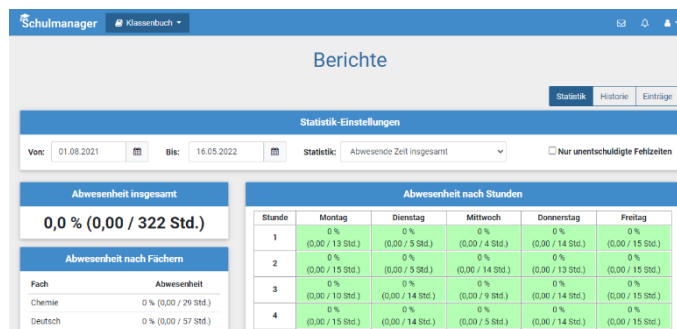 Schulmanager Klassenbuch
Berichte
Statistik Historie Einträge
Statistik-Einstellungen
Von: 01.08.2021 Bis: 16.05.2022 Statistik: Abwesende Zeit insgesamt Nur unentschuldigte Fehlzeiten
Abwesenheit insgesamt
0,0 % (0,00 / 322 Std.)
Abwesenheit nach Fächern
Fach Abwesenheit
Chemie 0 % (0,00 / 29 Std.)
Deutsch 0 % (0,00 / 57 Std.)
Abwesenheit nach Stunden
Stunde Montag Dienstag Mittwoch Donnerstag Freitag
1
0 % 0 % 0 % 0 % 0 %
(0,00 / 13 Std.) (0,00 / 5 Std.) (0,00 / 4 Std.) (0,00 / 14 Std.) (0,00 / 15 Std.)
2
0 % 0 % 0 % 0 % 0 %
(0,00 / 15 Std.) (0,00 / 5 Std.) (0,00 / 14 Std.) (0,00 / 13 Std.) (0,00 / 15 Std.)
3
0 % 0 % 0 % 0 % 0 %
(0,00 / 10 Std.) (0,00 / 14 Std.) (0,00 / 9 Std.) (0,00 / 14 Std.) (0,00 / 15 Std.)
4
0 % 0 % 0 % 0 % 0 %
(0,00 / 15 Std.) (0,00 / 14 Std.) (0,00 / 5 Std.) (0,00 / 14 Std.) (0,00 / 15 Std.)